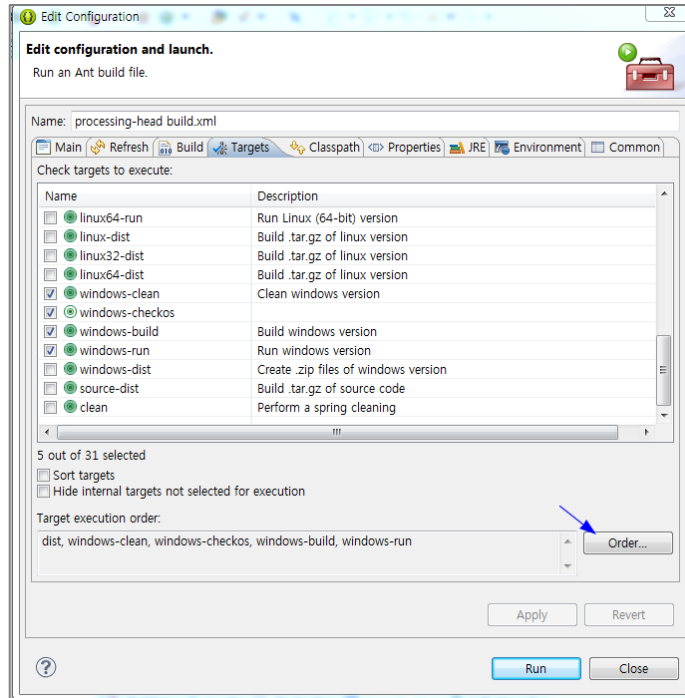 Edit Configuration
Edit configuration and launch.
Run an Ant build file.
Name: processing-head build.xml
Main Refresh Build Targets Classpath Properties JRE Environment Common
Check targets to execute:
Name Description
linux64-run Run Linux (64-bit) version
linux-dist Build .tar.gz of linux version
linux32-dist Build .tar.gz of linux version
linux64-dist Build .tar.gz of linux version
windows-clean Clean windows version
windows-checkos
windows-build Build windows version
windows-run Run windows version
windows-dist Create .zip files of windows version
source-dist Build .tar.gz of source code
clean Perform a spring cleaning
5 out of 31 selected
Sort targets
Hide internal targets not selected for execution
Target execution order:
dist, windows-clean, windows-checkos, windows-build, windows-run
Order...
Apply Revert
Run Close